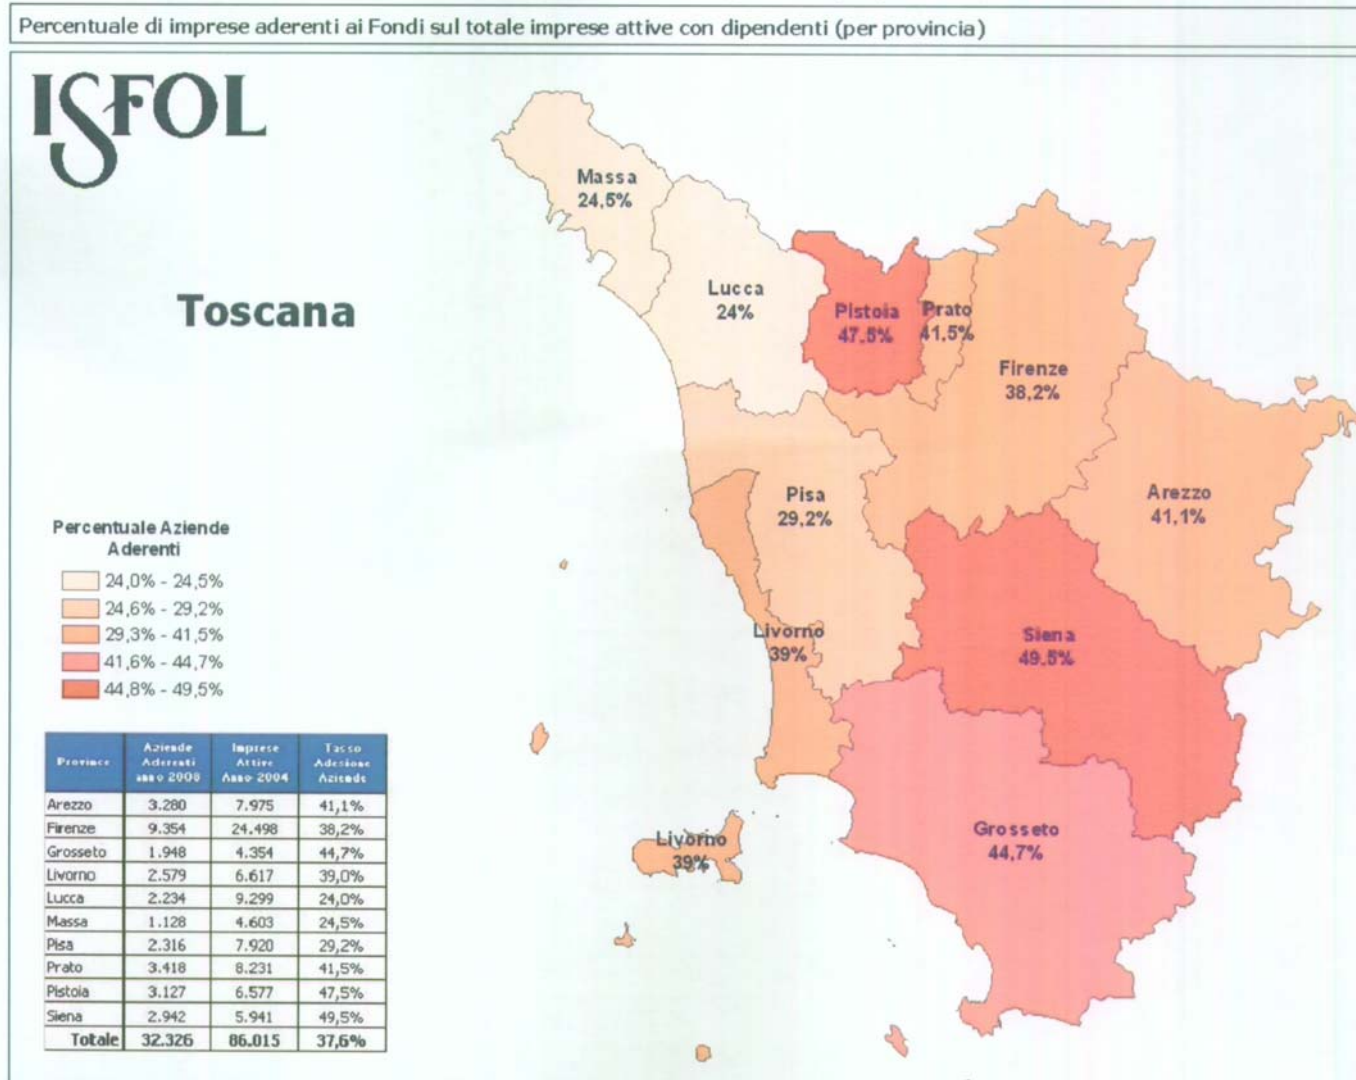 Percentuale di imprese aderenti ai Fondi sul totale imprese attive con dipendenti (per provincia)
ISFOL
Toscana
Massa
24,5%
Lucca
24%
Pistoia
47.5%
Prato
41.5%
Firenze
38,2%
Arezzo
41,1%
Pisa
29,2%
Livorno
39%
Siena
49.5%
Grosseto
44,7%
Livorno
39%
Percentuale Aziende
Aderenti
24,0% - 24,5%
24,6% - 29,2%
29,3% - 41,5%
41,6% - 44,7%
44,8% - 49,5%
Province Aziende Aderenti anno Imprese Attive Anno 2004 Tasso Adesione Aziende
Arezzo 3.280 7.975 41,1%
Firenze 9.354 24.498 38,2%
Grosseto 1.948 4.354 44,7%
Livorno 2.579 6.617 39,0%
Lucca 2.234 9.299 24,0%
Massa 1.128 4.603 24,5%
Pisa 2.316 7.920 29,2%
Prato 3.418 8.231 41,5%
Pistoia 3.127 6.577 47,5%
Siena 2.942 5.941 49,5%
Totale 32.326 86.015 37,6%